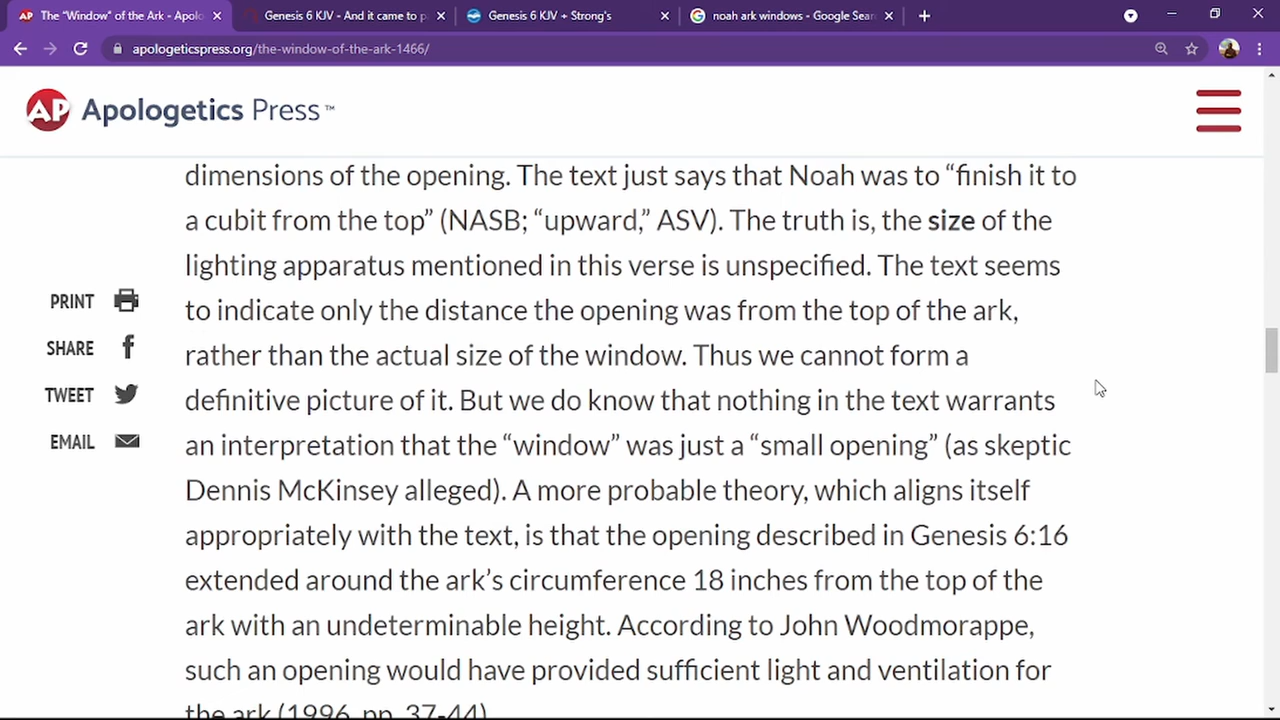 The “Window” of the Ark - Apolo
Genesis 6 KJV - And it came to p
Genesis 6 KJV + Strong's
noah ark windows - Google Sear
apologeticspress.org/the-window-of-the-ark-1466/
AP Apologetics Press™
dimensions of the opening. The text just says that Noah was to “finish it to
a cubit from the top” (NASB; “upward,” ASV). The truth is, the size of the
lighting apparatus mentioned in this verse is unspecified. The text seems
to indicate only the distance the opening was from the top of the ark,
rather than the actual size of the window. Thus we cannot form a
definitive picture of it. But we do know that nothing in the text warrants
an interpretation that the “window” was just a “small opening” (as skeptic
Dennis McKinsey alleged). A more probable theory, which aligns itself
appropriately with the text, is that the opening described in Genesis 6:16
extended around the ark’s circumference 18 inches from the top of the
ark with an undeterminable height. According to John Woodmorappe,
such an opening would have provided sufficient light and ventilation for
the ark (1996, pp. 37-44)
PRINT
SHARE
TWEET
EMAIL